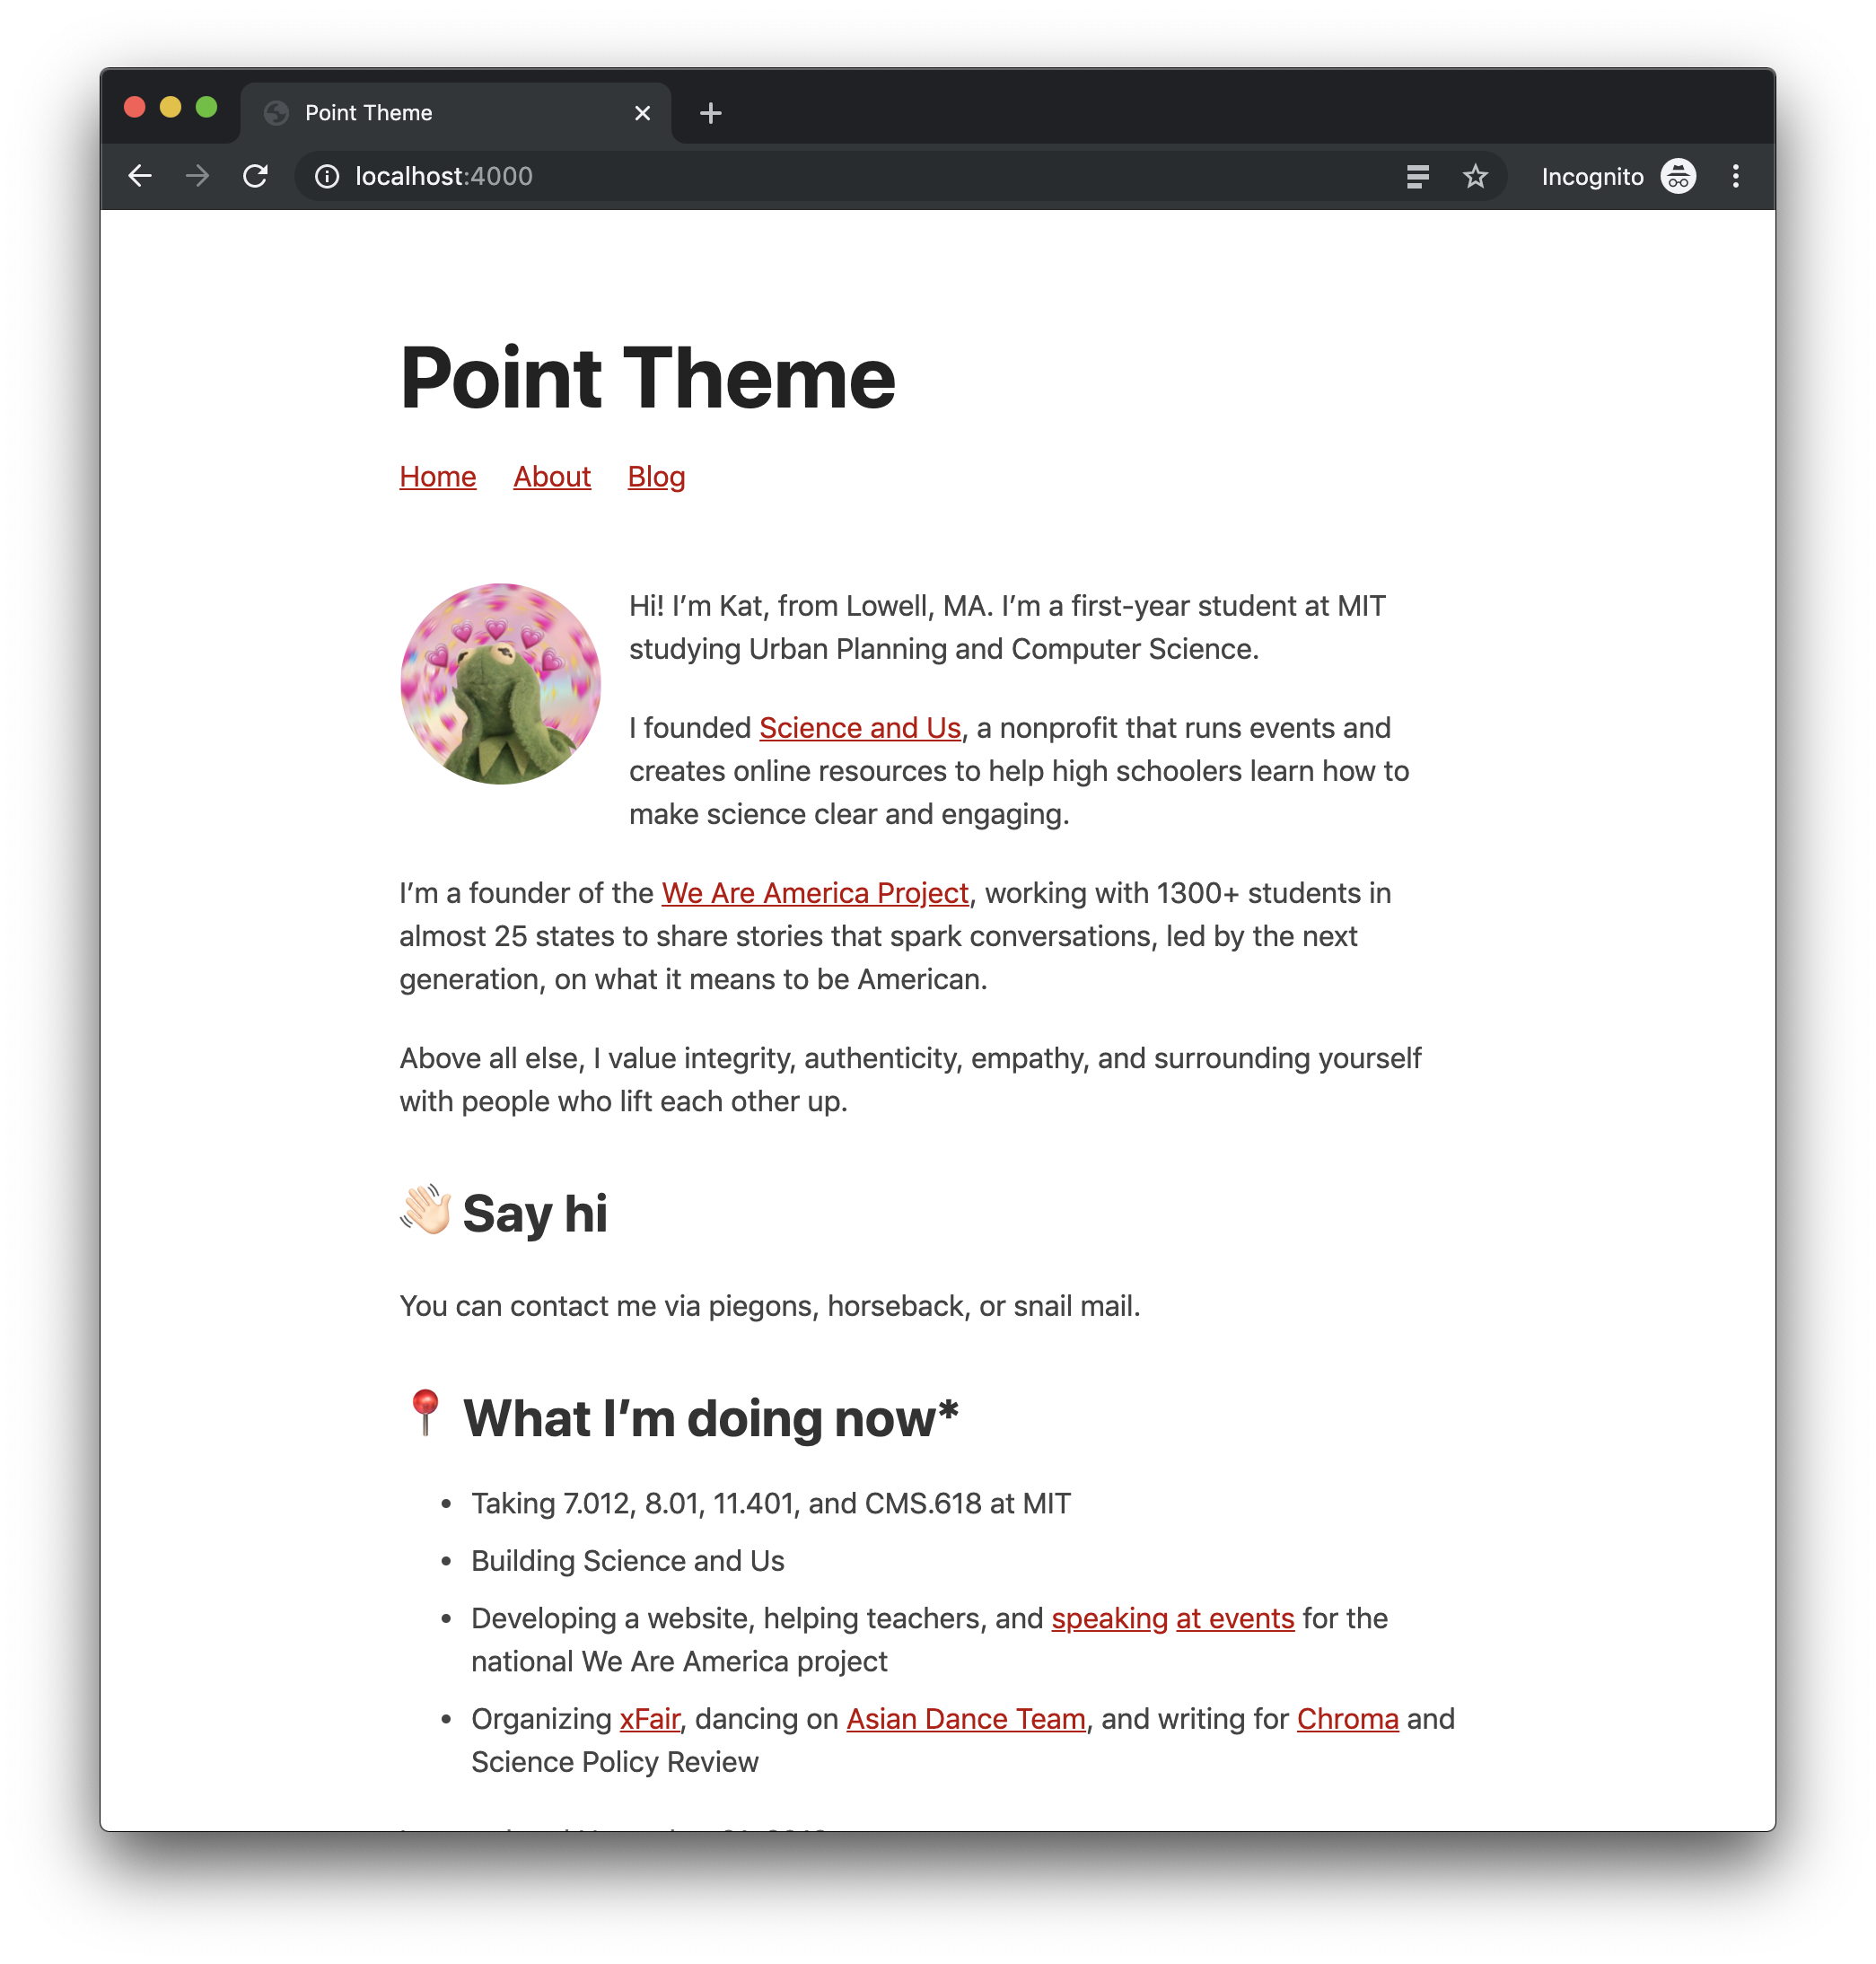 Point Theme
localhost:4000
Incognito
Point Theme
Home About Blog
Hi! I’m Kat, from Lowell, MA. I’m a first-year student at MIT
studying Urban Planning and Computer Science.
I founded Science and Us, a nonprofit that runs events and
creates online resources to help high schoolers learn how to
make science clear and engaging.
I’m a founder of the We Are America Project, working with 1300+ students in
almost 25 states to share stories that spark conversations, led by the next
generation, on what it means to be American.
Above all else, I value integrity, authenticity, empathy, and surrounding yourself
with people who lift each other up.
👋🏻 Say hi
You can contact me via piegons, horseback, or snail mail.
📍 What I’m doing now*
• Taking 7.012, 8.01, 11.401, and CMS.618 at MIT
• Building Science and Us
• Developing a website, helping teachers, and speaking at events for the
national We Are America project
• Organizing xFair, dancing on Asian Dance Team, and writing for Chroma and
Science Policy Review